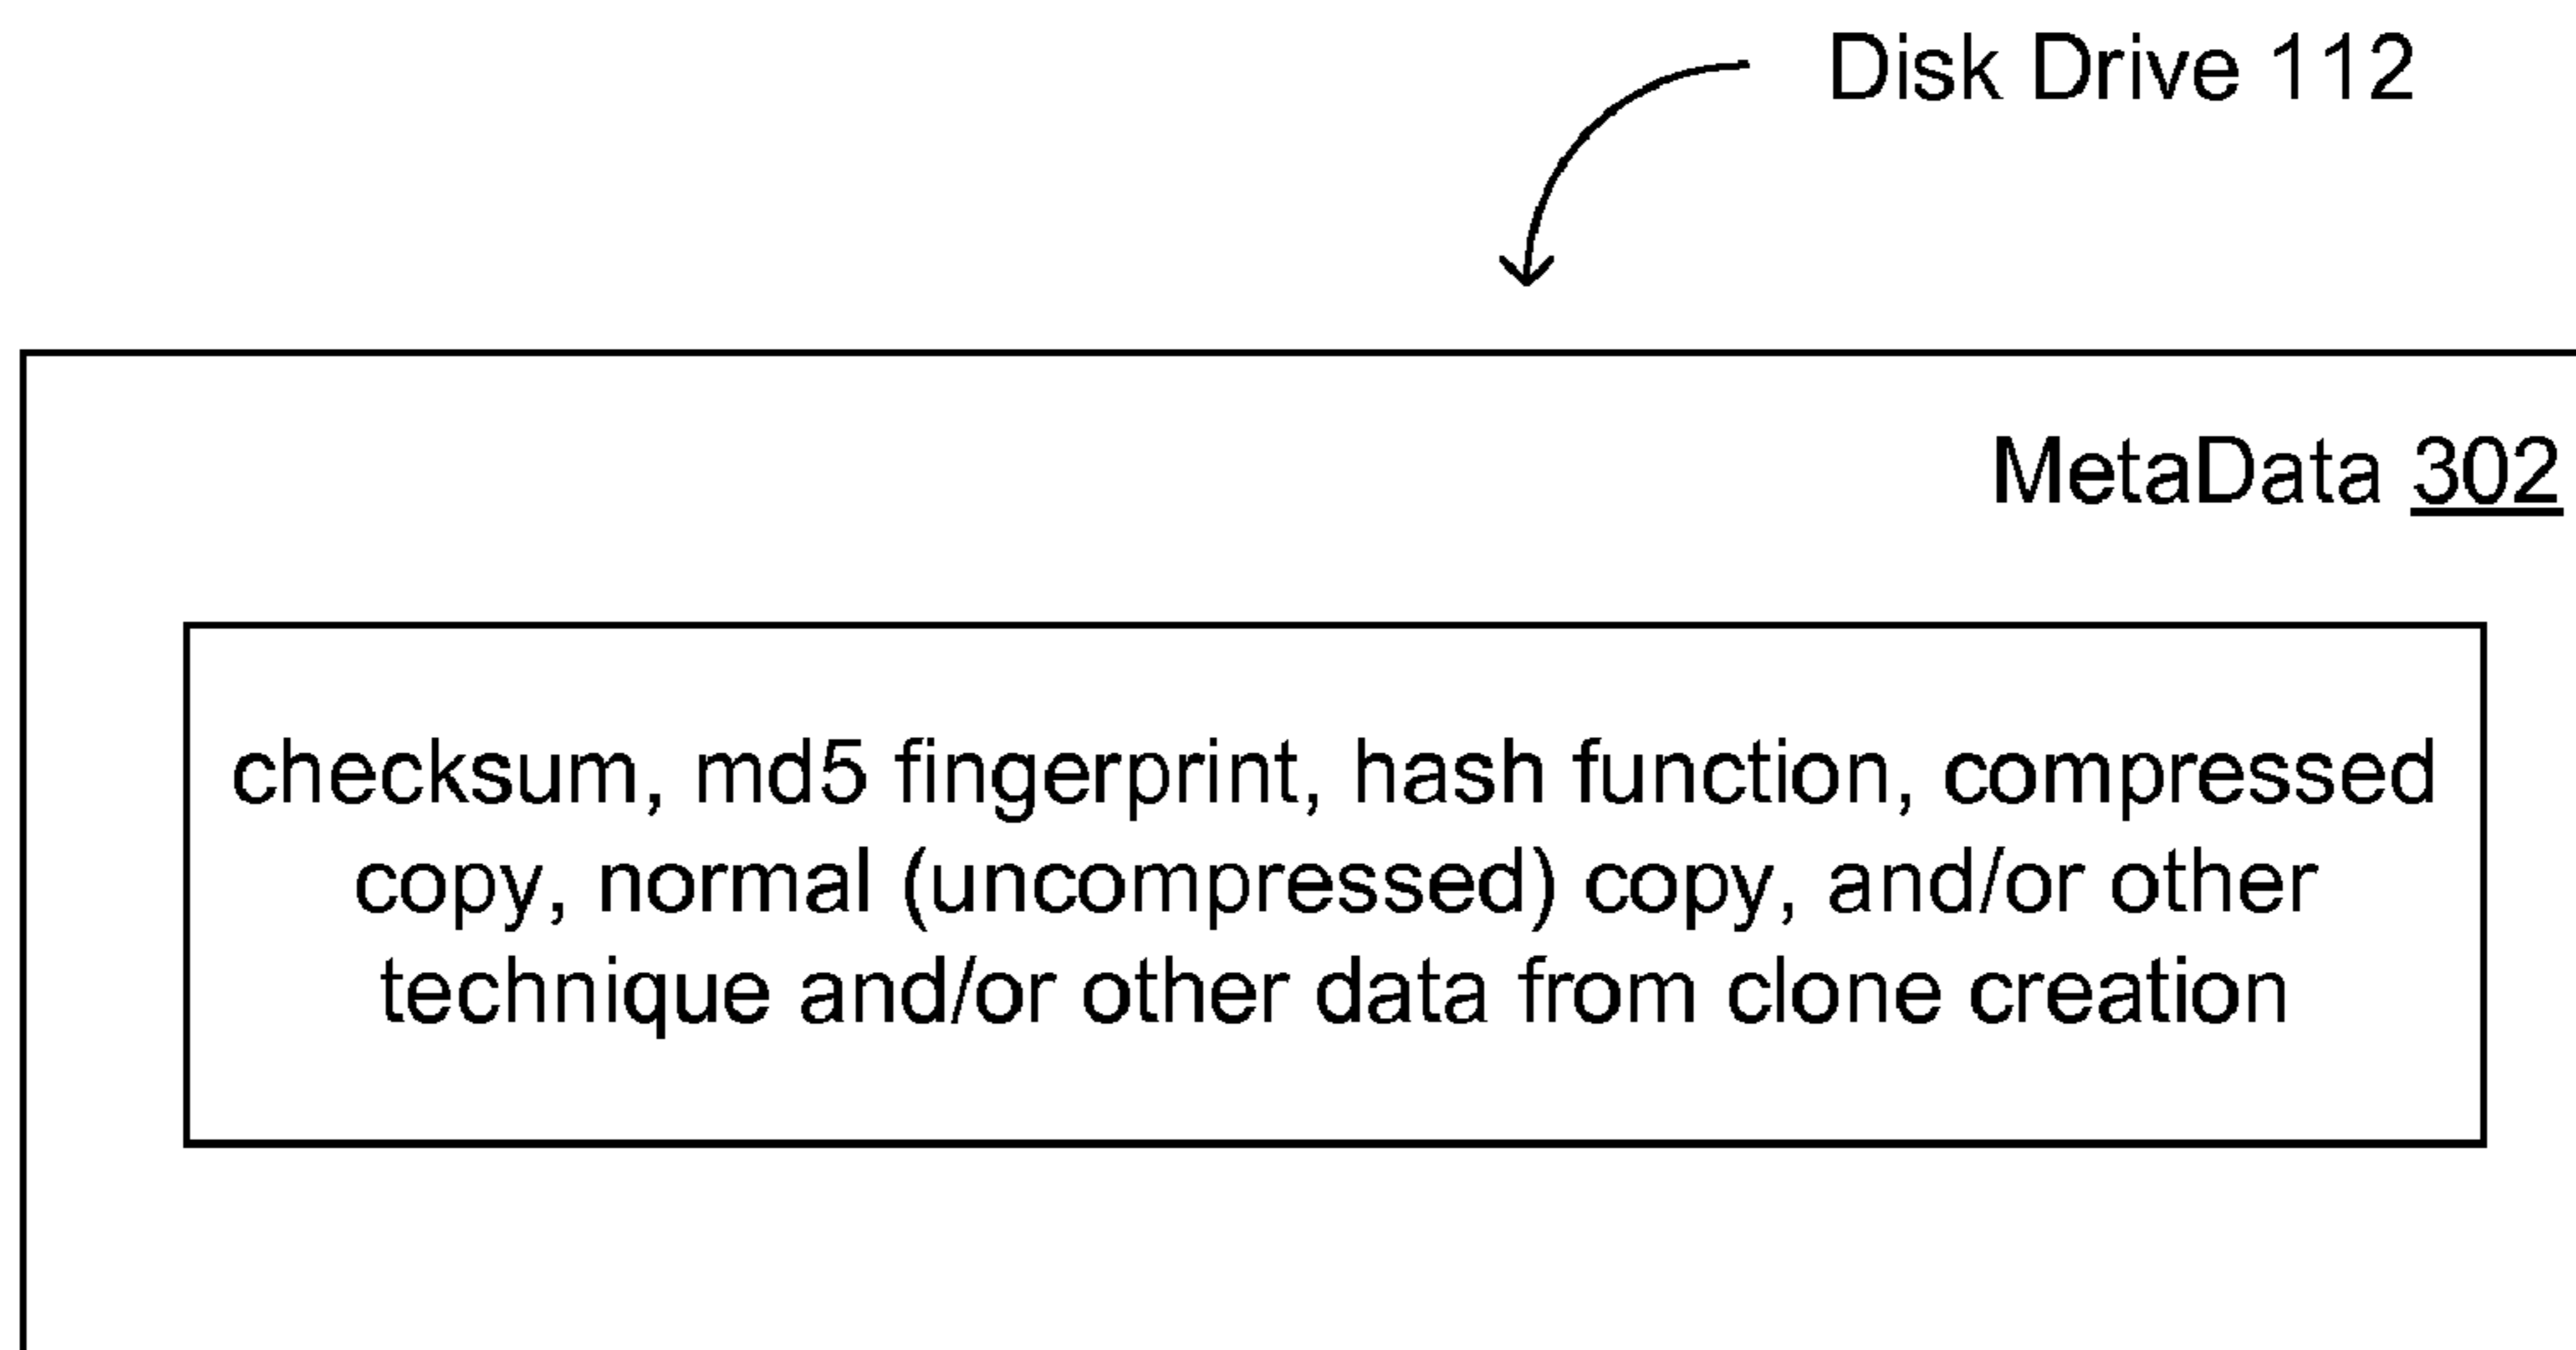 Disk Drive 112
MetaData 302
checksum, md5 fingerprint, hash function, compressed
copy, normal (uncompressed) copy, and/or other
technique and/or other data from clone creation